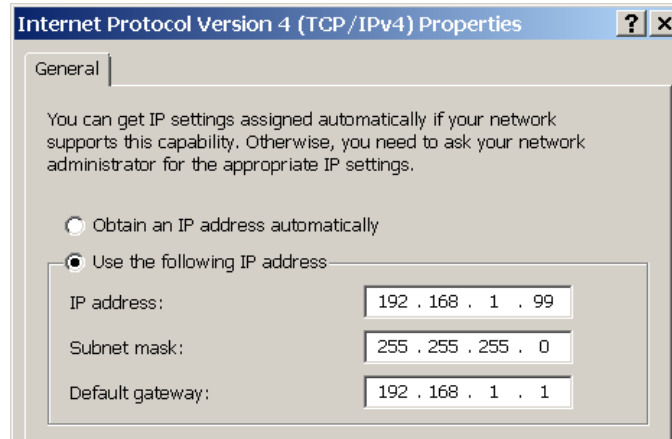 Internet Protocol Version 4 (TCP/IPv4) Properties
General
You can get IP settings assigned automatically if your network
supports this capability. Otherwise, you need to ask your network
administrator for the appropriate IP settings.
Obtain an IP address automatically
Use the following IP address
IP address: 192 . 168 . 1 . 99
Subnet mask: 255 . 255 . 255 . 0
Default gateway: 192 . 168 . 1 . 1